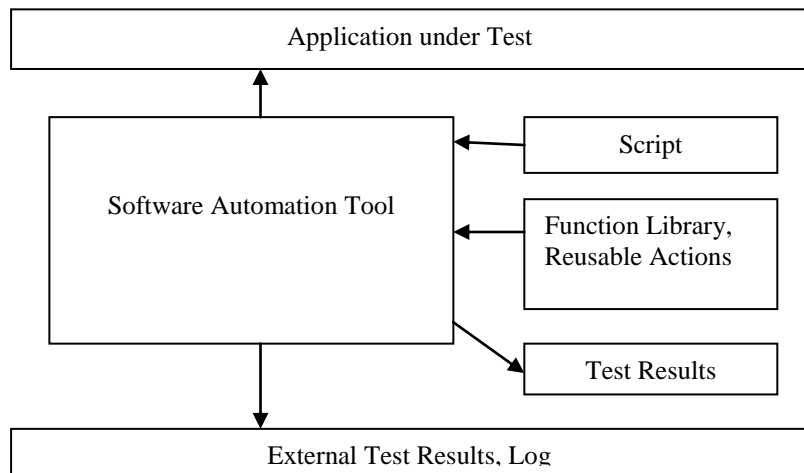 Application under Test
Script
Software Automation Tool
Function Library,
Reusable Actions
Test Results
External Test Results, Log